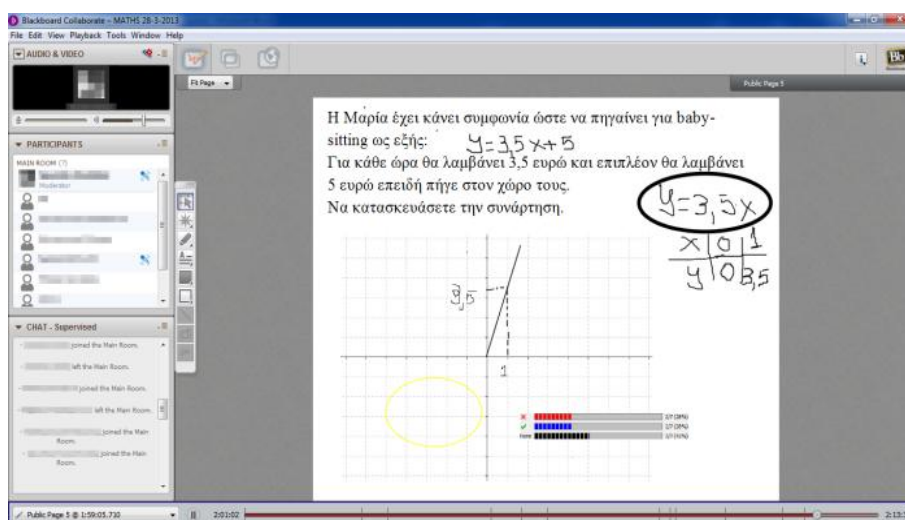 Blackboard Collaborate – MATHS 28-3-2013
File Edit View Playback Tools Window Help
AUDIO & VIDEO
Fit Page
Public Page 5
Bb
PARTICIPANTS
MAIN ROOM (7)
Moderator
CHAT - Supervised
joined the Main Room.
left the Main Room.
joined the Main Room.
left the Main Room.
joined the Main
Room.
joined the Main
Room.
Η Μαρία έχει κάνει συμφωνία ώστε να πηγαίνει για baby-
sitting ως εξής: y=3,5x+5
Για κάθε ώρα θα λαμβάνει 3,5 ευρώ και επιπλέον θα λαμβάνει
5 ευρώ επειδή πήγε στον χώρο τους.
Να κατασκευάσετε την συνάρτηση.
y=3,5x
x 0 1
y 0 3,5
3,5
1
None
Public Page 5 @ 1:59:05.710
2:01:02